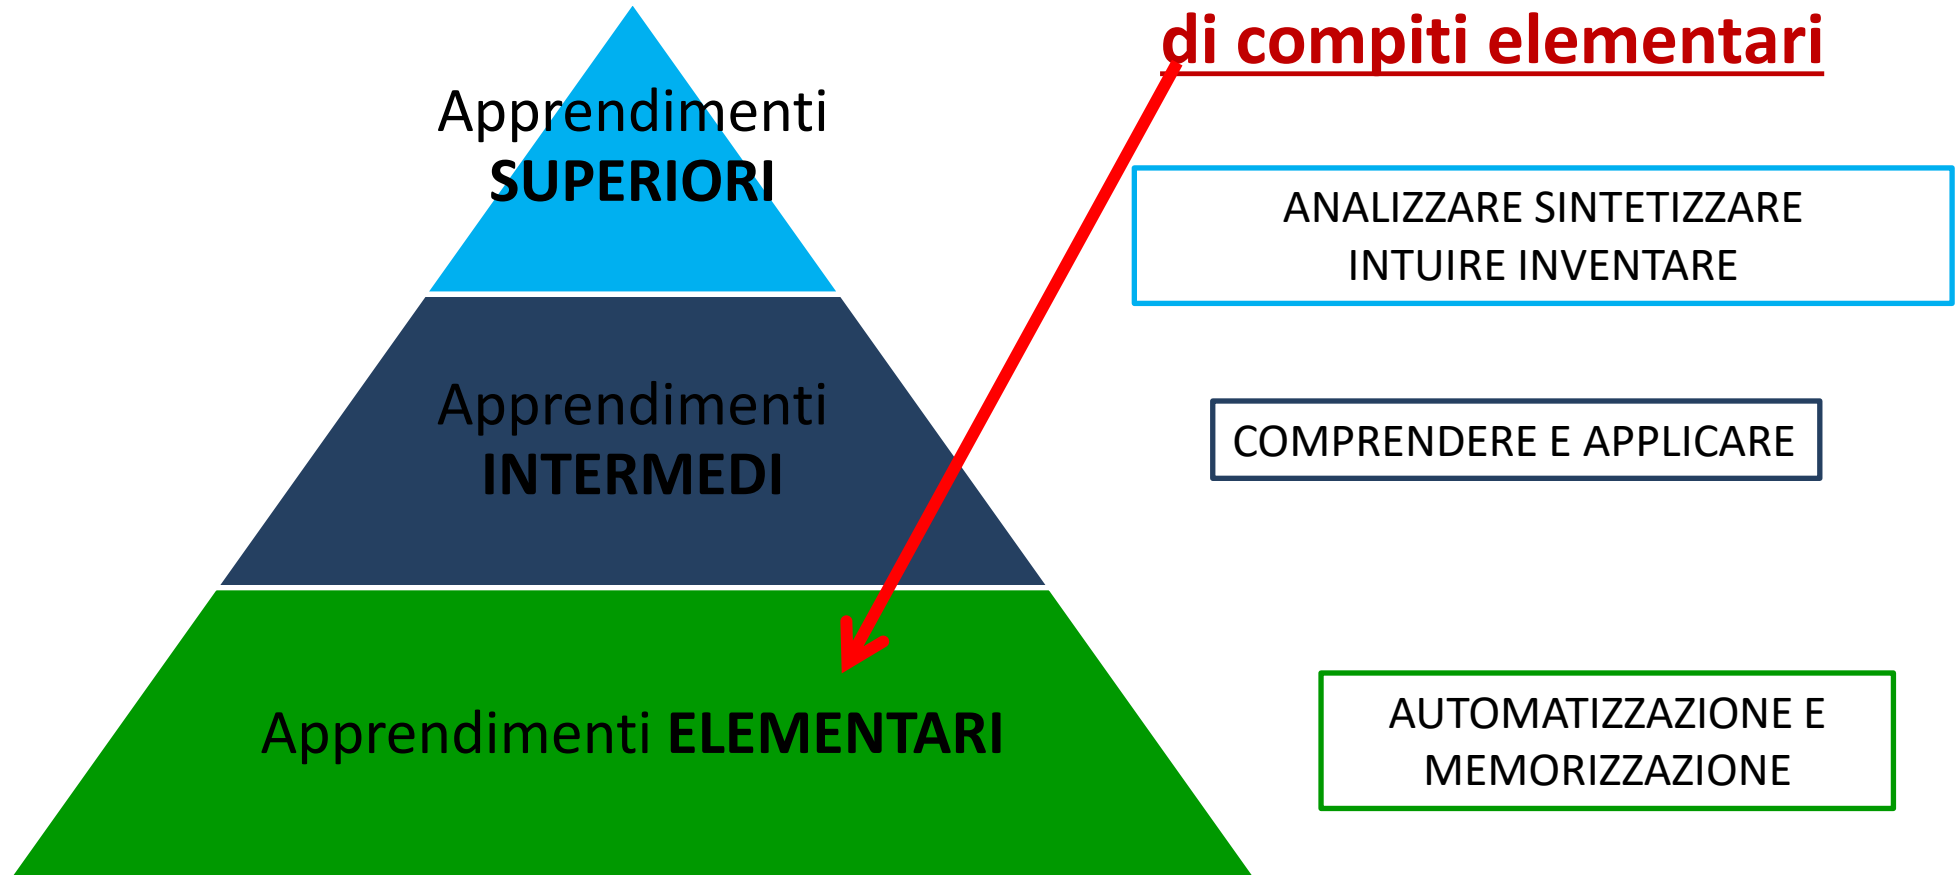 di compiti elementari
Apprendimenti
SUPERIORI
ANALIZZARE SINTETIZZARE
INTUIRE INVENTARE
Apprendimenti
INTERMEDI
COMPRENDERE E APPLICARE
Apprendimenti ELEMENTARI
AUTOMATIZZAZIONE E
MEMORIZZAZIONE